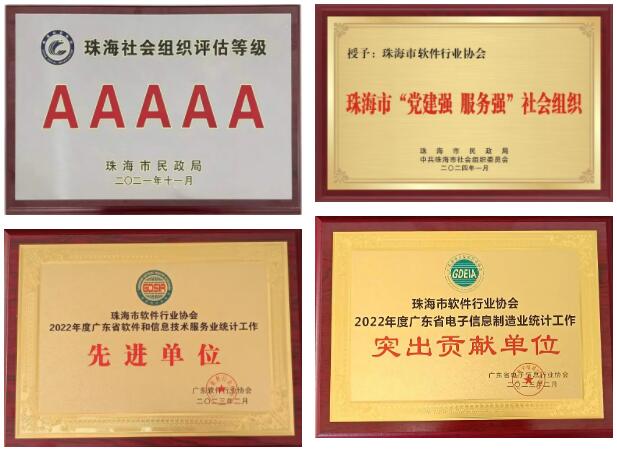 珠海社会组织评估等级
AAAAA
珠海市民政局
二〇二一年十一月
授予：珠海市软件行业协会
珠海市“党建强 服务强”社会组织
珠海市民政局
中共珠海市社会组织委员会
二〇二四年一月
GDSIA
珠海市软件行业协会
2022年度广东省软件和信息技术服务业统计工作
先进单位
广东软件行业协会
二〇二三年二月
GDEIA
珠海市软件行业协会
2022年度广东省电子信息制造业统计工作
突出贡献单位
广东省电子信息行业协会
二〇二三年二月